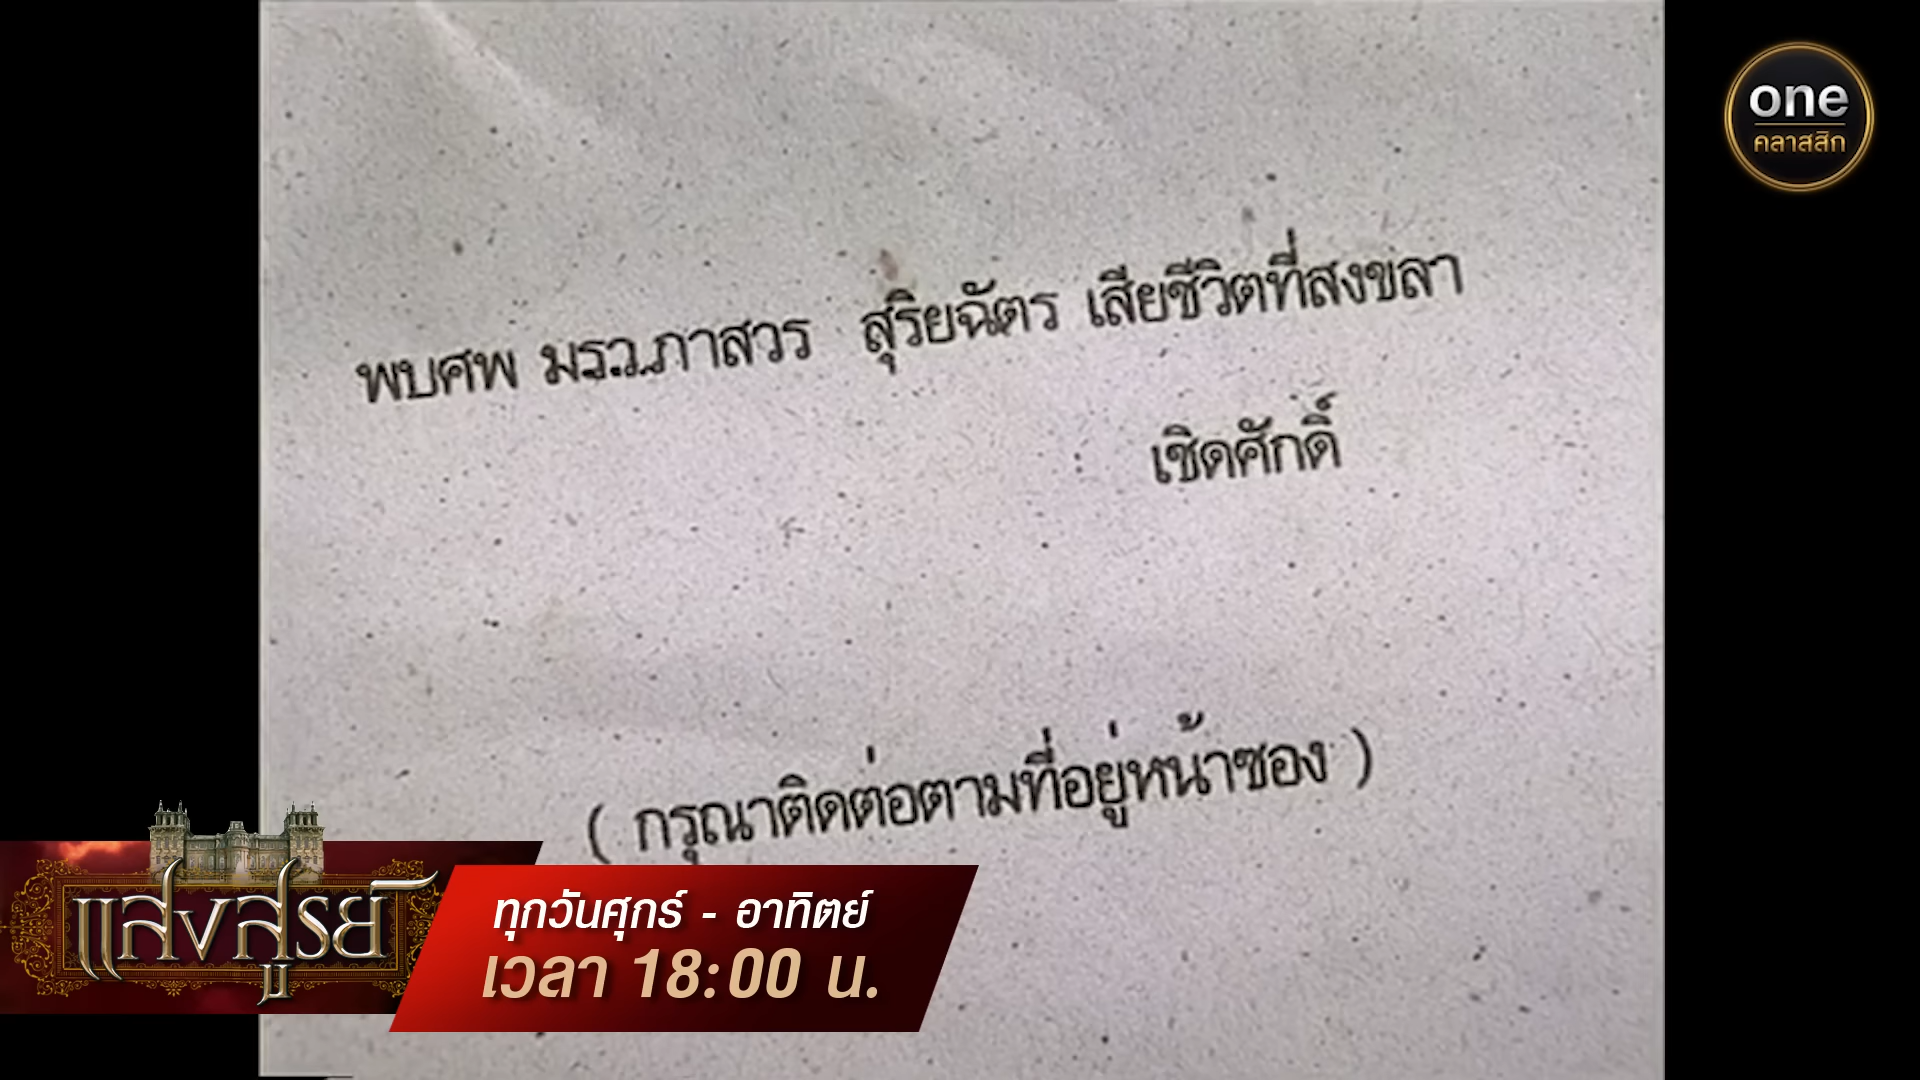 one
คลาสสิก
พบศพ มรว.ภาสวร สุริยฉัตร เสียชีวิตที่สงขลา
เชิดศักดิ์
( กรุณาติดต่อตามที่อยู่หน้าซอง )
แสงสูรย์
ทุกวันศุกร์ - อาทิตย์
เวลา 18:00 น.